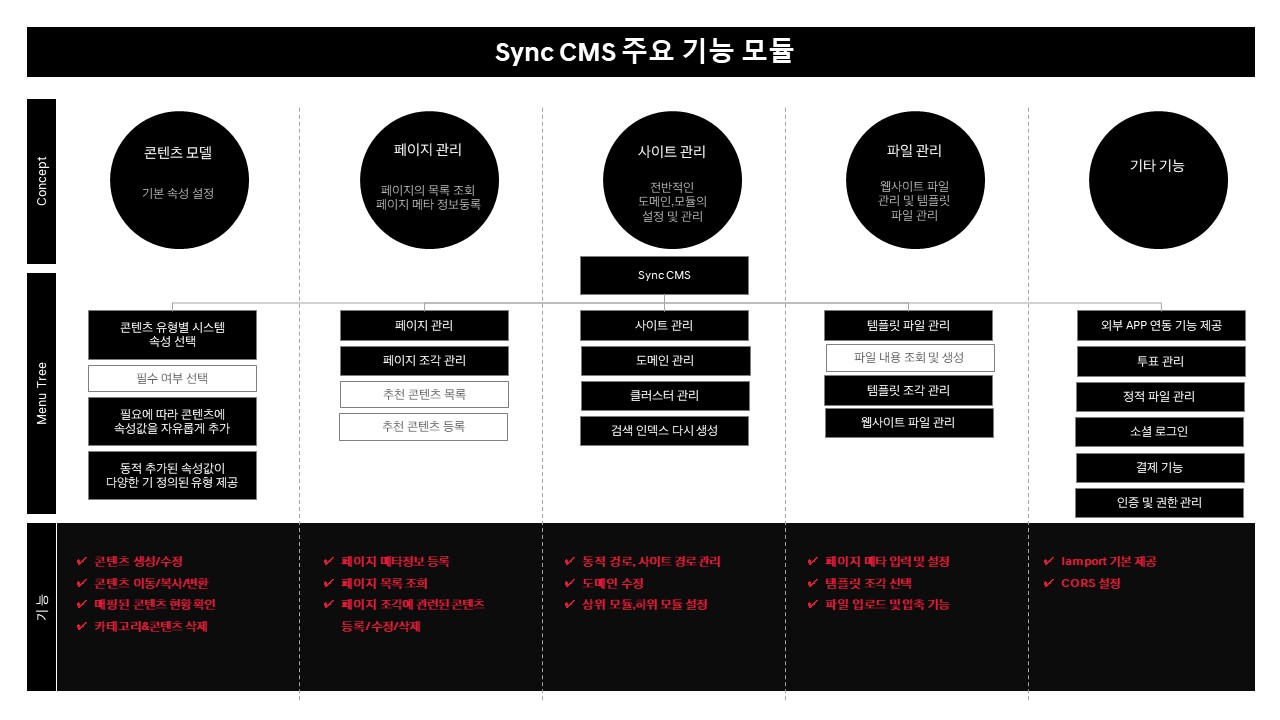 Sync CMS 주요 기능 모듈
Concept
콘텐츠 모델
기본 속성 설정
페이지 관리
페이지의 목록 조회
페이지 메타 정보등록
사이트 관리
전반적인
도메인,모듈의
설정 및 관리
파일 관리
웹사이트 파일
관리 및 템플릿
파일 관리
기타 기능
Menu Tree
Sync CMS
콘텐츠 유형별 시스템
속성 선택
필수 여부 선택
필요에 따라 콘텐츠에
속성값을 자유롭게 추가
동적 추가된 속성값이
다양한 기 정의된 유형 제공
페이지 관리
페이지 조각 관리
추천 콘텐츠 목록
추천 콘텐츠 등록
사이트 관리
도메인 관리
클러스터 관리
검색 인덱스 다시 생성
템플릿 파일 관리
파일 내용 조회 및 생성
템플릿 조각 관리
웹사이트 파일 관리
외부 APP 연동 기능 제공
투표 관리
정적 파일 관리
소셜 로그인
결제 기능
인증 및 권한 관리
기능
✓ 콘텐츠 생성/수정
✓ 콘텐츠 이동/복사/변환
✓ 매핑된 콘텐츠 현황 확인
✓ 카테고리&콘텐츠 삭제
✓ 페이지 메타정보 등록
✓ 페이지 목록 조회
✓ 페이지 조각에 관련된 콘텐츠
등록/수정/삭제
✓ 동적 경로, 사이트 경로 관리
✓ 도메인 수정
✓ 상위 모듈,하위 모듈 설정
✓ 페이지 메타 입력 및 설정
✓ 템플릿 조각 선택
✓ 파일 업로드 및 압축 기능
✓ Iamport 기본 제공
✓ CORS 설정